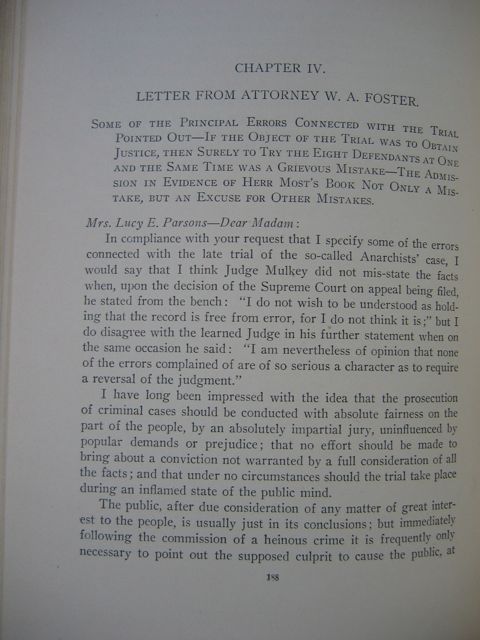 CHAPTER IV.
LETTER FROM ATTORNEY W. A. FOSTER.
SOME OF THE PRINCIPAL ERRORS CONNECTED WITH THE TRIAL
POINTED OUT—IF THE OBJECT OF THE TRIAL WAS TO OBTAIN
JUSTICE, THEN SURELY TO TRY THE EIGHT DEFENDANTS AT ONE
AND THE SAME TIME WAS A GRIEVOUS MISTAKE—THE ADMIS-
SION IN EVIDENCE OF HERR MOST'S BOOK NOT ONLY A MIS-
TAKE, BUT AN EXCUSE FOR OTHER MISTAKES.
Mrs. Lucy E. Parsons—Dear Madam:
In compliance with your request that I specify some of the errors
connected with the late trial of the so-called Anarchists' case, I
would say that I think Judge Mulkey did not mis-state the facts
when, upon the decision of the Supreme Court on appeal being filed,
he stated from the bench: "I do not wish to be understood as hold-
ing that the record is free from error, for I do not think it is;" but I
do disagree with the learned Judge in his further statement when on
the same occasion he said: "I am nevertheless of opinion that none
of the errors complained of are of so serious a character as to require
a reversal of the judgment."
I have long been impressed with the idea that the prosecution
of criminal cases should be conducted with absolute fairness on the
part of the people, by an absolutely impartial jury, uninfluenced by
popular demands or prejudice; that no effort should be made to
bring about a conviction not warranted by a full consideration of all
the facts; and that under no circumstances should the trial take place
during an inflamed state of the public mind.
The public, after due consideration of any matter of great inter-
est to the people, is usually just in its conclusions; but immediately
following the commission of a heinous crime it is frequently only
necessary to point out the supposed culprit to cause the public, at
188